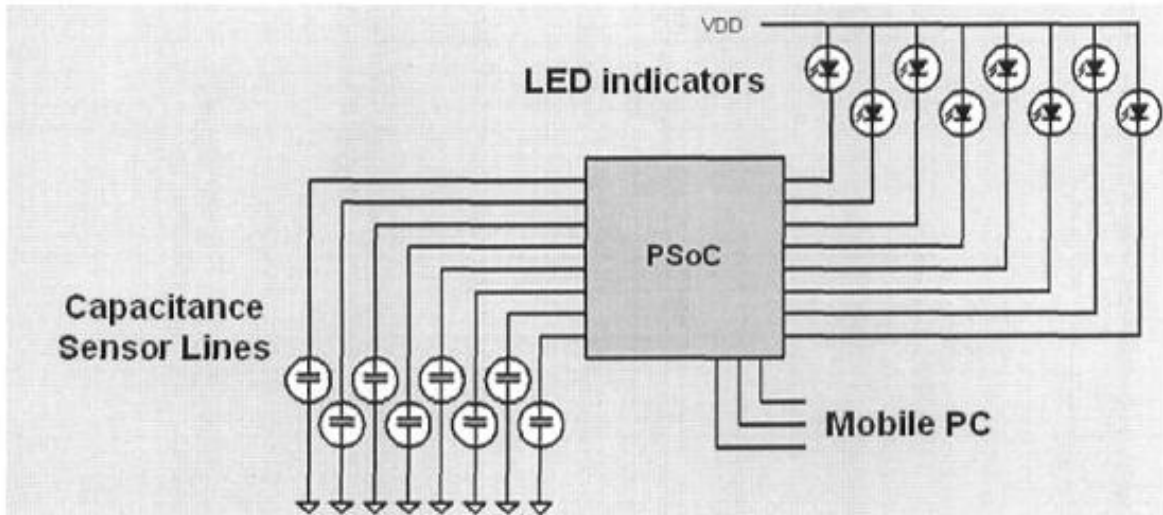 VDD
LED indicators
PSoC
Capacitance
Sensor Lines
Mobile PC